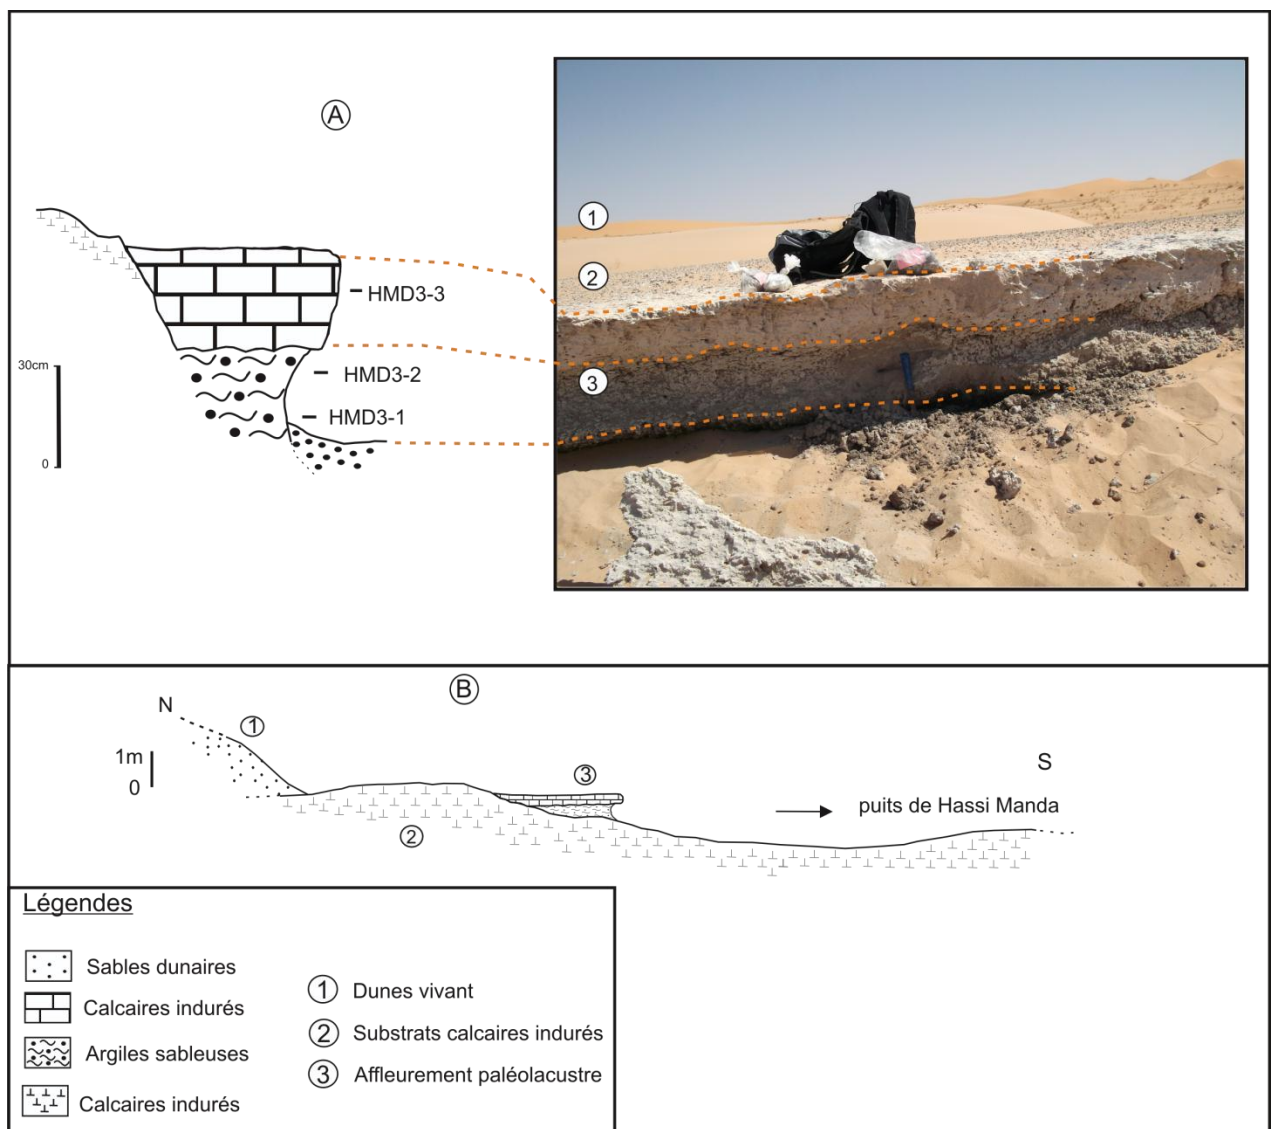 A
1
2
3
HMD3-3
HMD3-2
HMD3-1
30cm
0
B
N
1
1m
0
2
3
S
puits de Hassi Manda
Légendes
Sables dunaires
Calcaires indurés
Argiles sableuses
Calcaires indurés
1 Dunes vivant
2 Substrats calcaires indurés
3 Affleurement paléolacustre